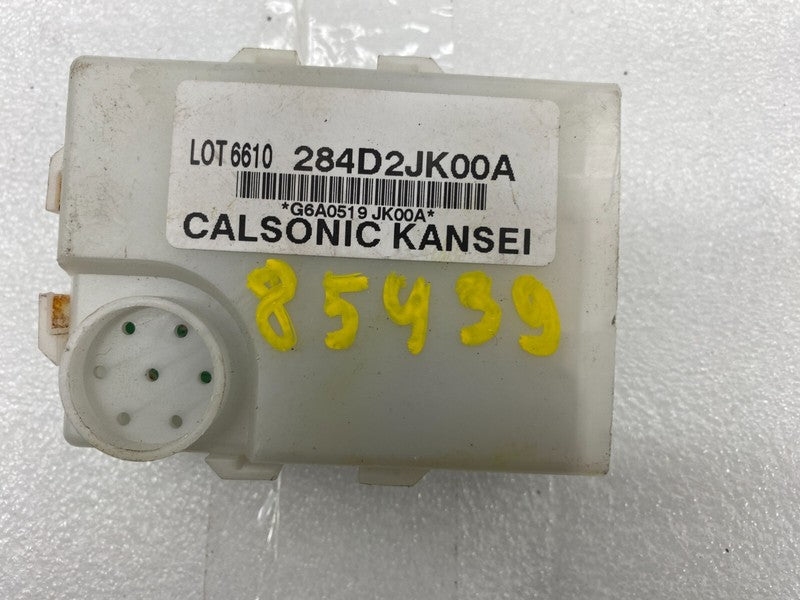 LOT 6610 284D2JK00A
*G6A0519 JK00A*
CALSONIC KANSEI
85439